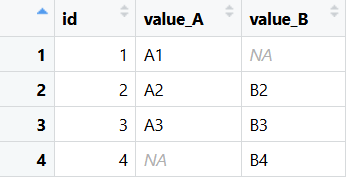 id value_A value_B
1 1 A1 NA
2 2 A2 B2
3 3 A3 B3
4 4 NA B4